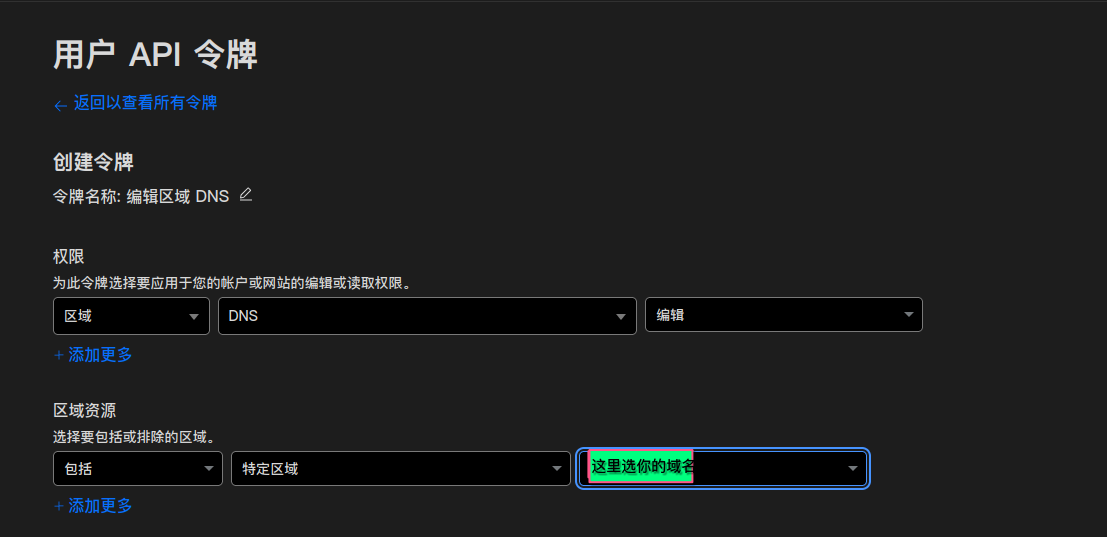 用户 API 令牌
← 返回以查看所有令牌
创建令牌
令牌名称: 编辑区域 DNS
权限
为此令牌选择要应用于您的帐户或网站的编辑或读取权限。
区域 DNS 编辑
+ 添加更多
区域资源
选择要包括或排除的区域。
包括 特定区域 这里选你的域名
+ 添加更多